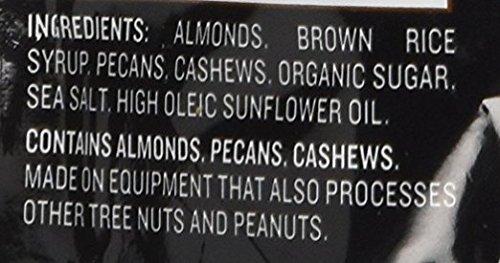 INGREDIENTS: ALMONDS, BROWN RICE
SYRUP, PECANS, CASHEWS, ORGANIC SUGAR,
SEA SALT, HIGH OLEIC SUNFLOWER OIL.
CONTAINS ALMONDS, PECANS, CASHEWS.
MADE ON EQUIPMENT THAT ALSO PROCESSES
OTHER TREE NUTS AND PEANUTS.